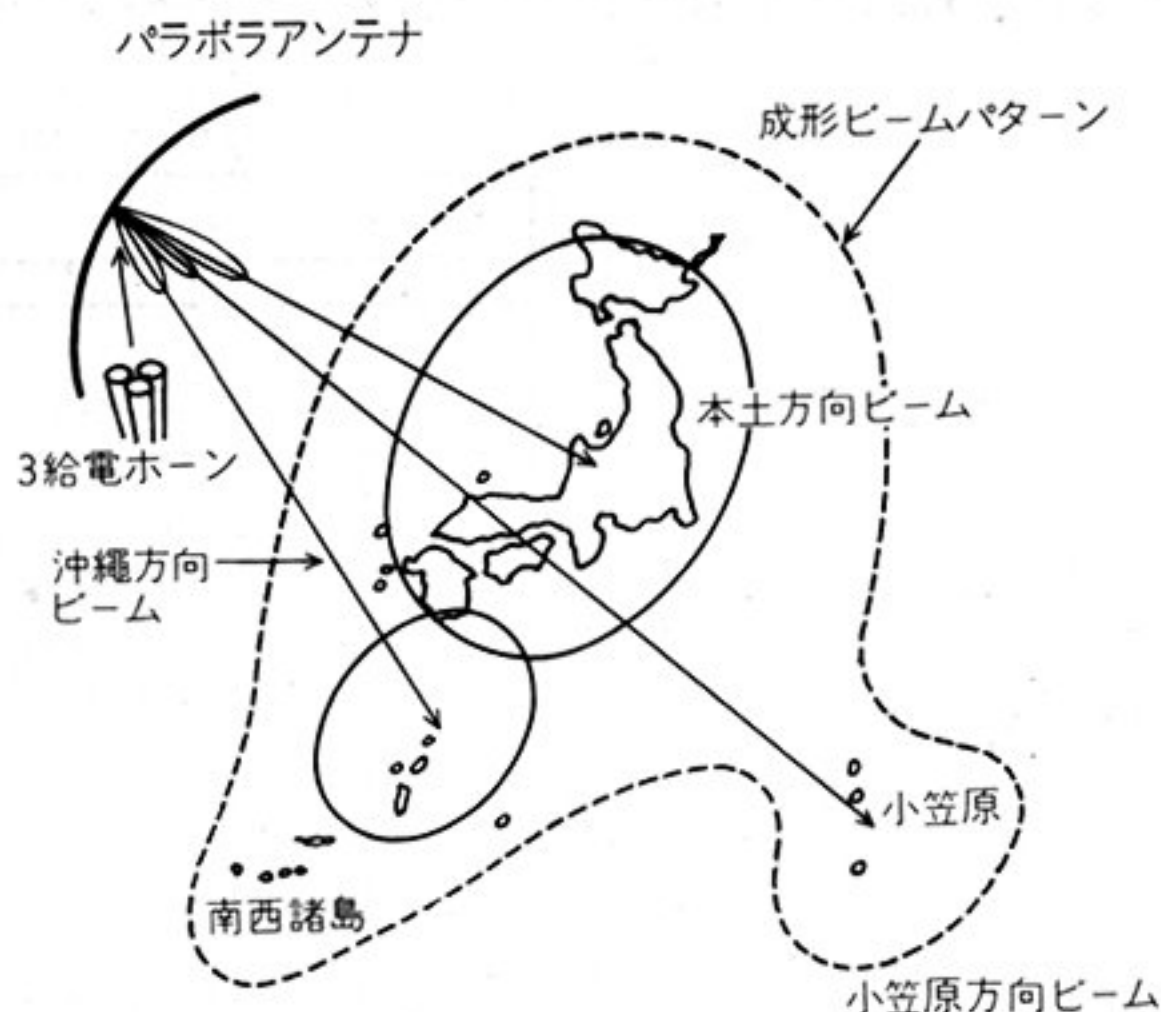 パラボラアンテナ
成形ビームパターン
本土方向ビーム
3給電ホーン
沖縄方向
ビーム
小笠原
南西諸島
小笠原方向ビーム